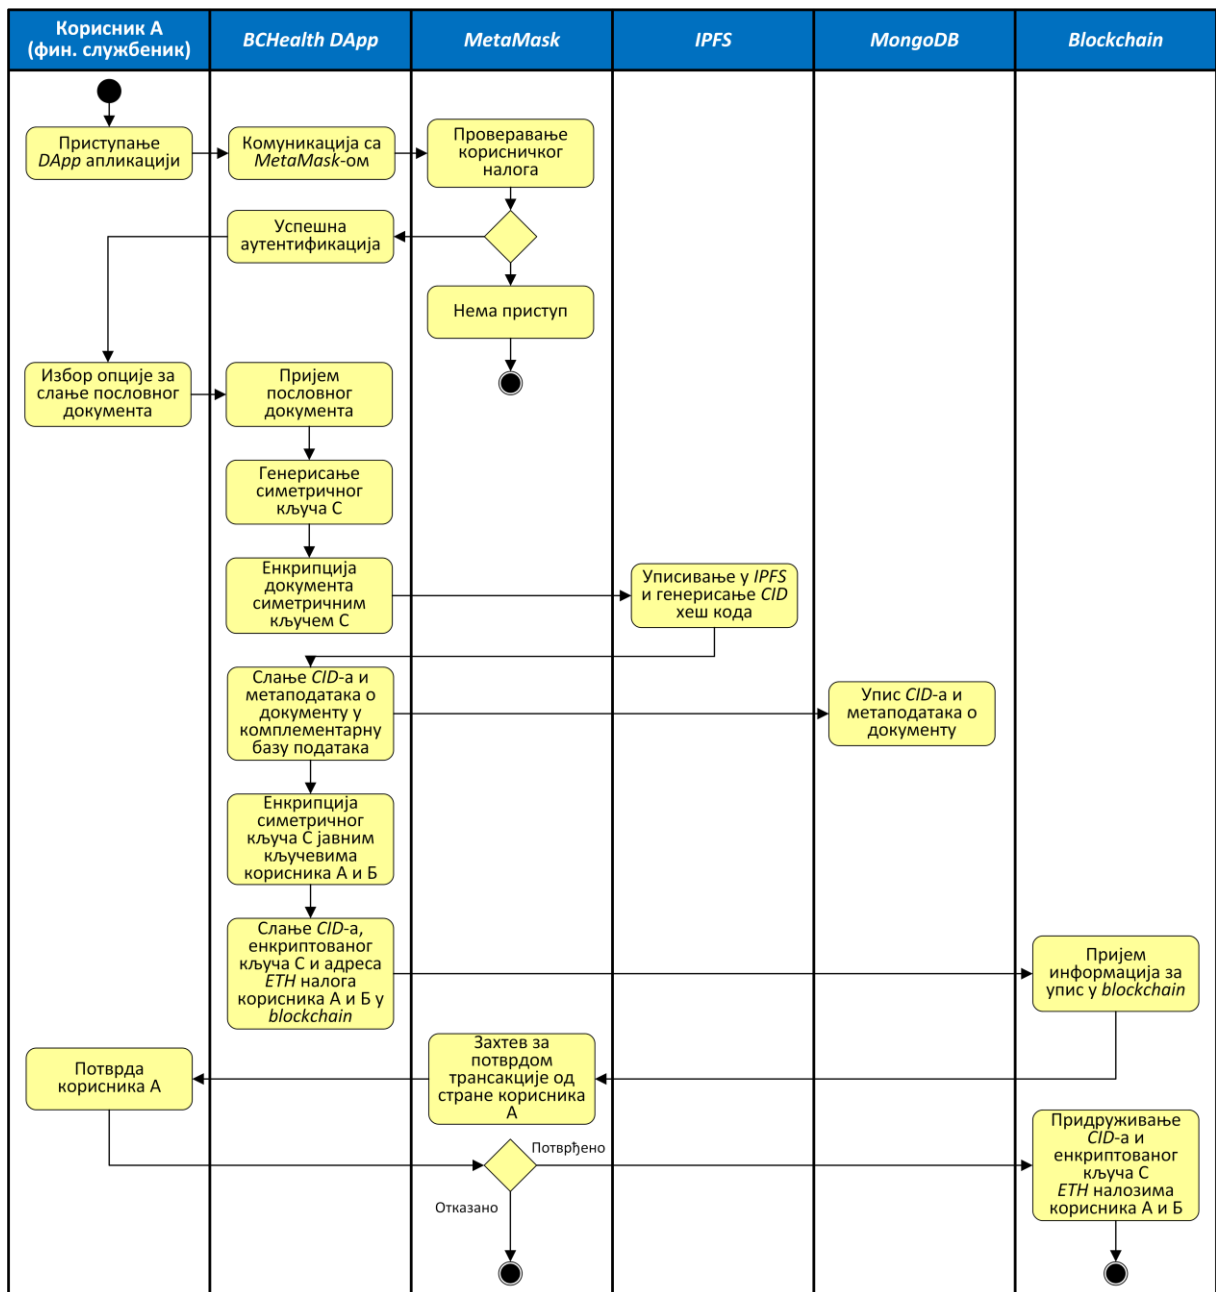 Корисник А
(фин. службеник)
BCHealth DApp
MetaMask
IPFS
MongoDB
Blockchain
Приступање
DApp апликацији
Комуникација са
MetaMask-ом
Проверавање
корисничког
налога
Успешна
аутентификација
Нема приступ
Избор опције за
слање пословног
документа
Пријем
пословног
документа
Генерисање
симетричног
кључа С
Енкрипција
документа
симетричним
кључем С
Уписивање у IPFS
и генерисање CID
хеш кода
Слање CID-а и
метаподатака о
документу у
комплементарну
базу података
Упис CID-а и
метаподатака о
документу
Енкрипција
симетричног
кључа С јавним
кључевима
корисника А и Б
Слање CID-а,
енкриптованог
кључа С и адреса
ETH налога
корисника А и Б у
blockchain
Пријем
информација за
упис у blockchain
Захтев за
потврдом
трансакције од
стране корисника
А
Потврда
корисника А
Потврђено
Отказано
Придруживање
CID-а и
енкриптованог
кључа С
ETH налозима
корисника А и Б